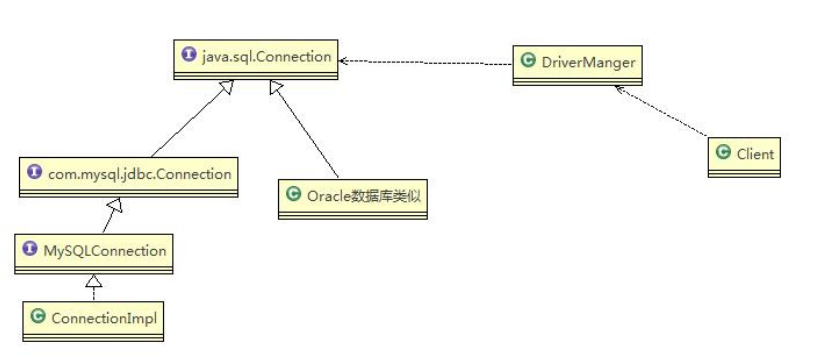 I java.sql.Connection
C DriverManger
C Client
I com.mysql.jdbc.Connection
C Oracle数据库类似
I MySQLConnection
C ConnectionImpl